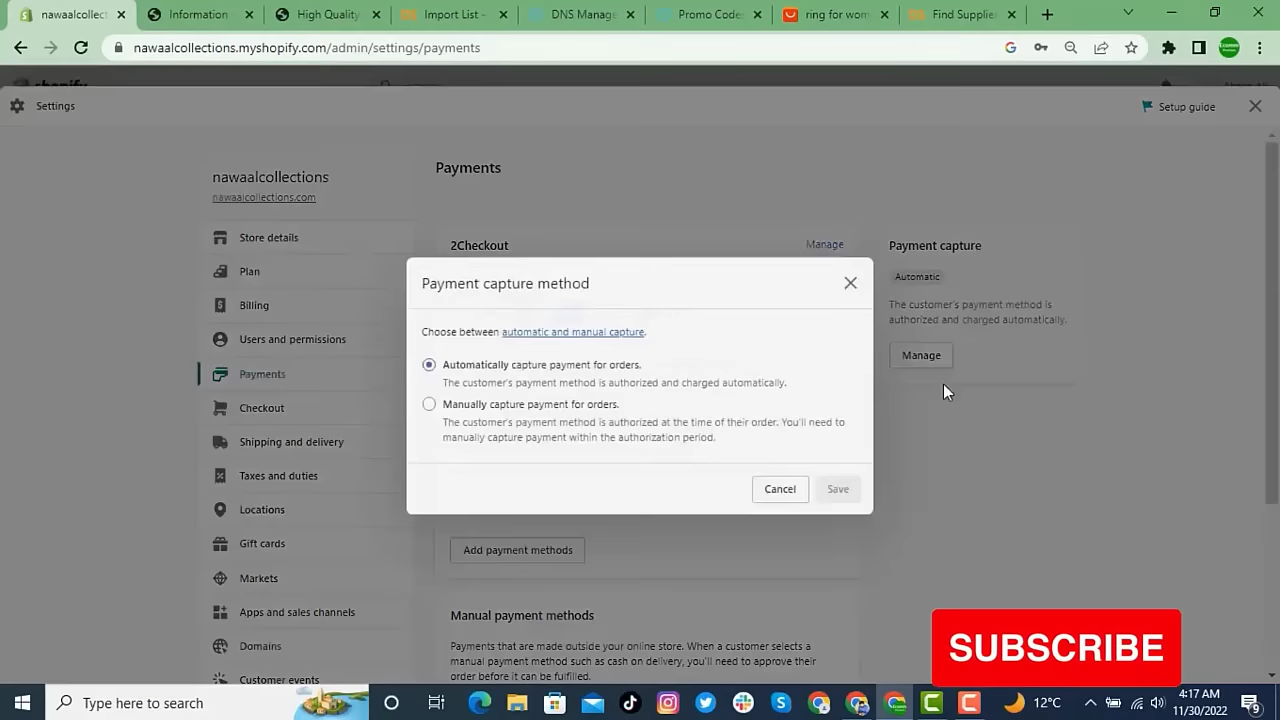 nawaalcollec
Information
High Quality
Import List -
DNS Manage
Promo Codes
ring for wom
Find Supplie
nawaalcollections.myshopify.com/admin/settings/payments
Settings
Setup guide
nawaalcollections
nawaalcollections.com
Store details
Plan
Billing
Users and permissions
Payments
Checkout
Shipping and delivery
Taxes and duties
Locations
Gift cards
Markets
Apps and sales channels
Domains
Customer events
Payments
2Checkout
Manage
Payment capture
Automatic
The customer's payment method is
authorized and charged automatically.
Manage
Payment capture method
Choose between automatic and manual capture.
Automatically capture payment for orders.
The customer's payment method is authorized and charged automatically.
Manually capture payment for orders.
The customer's payment method is authorized at the time of their order. You'll need to
manually capture payment within the authorization period.
Cancel
Save
Add payment methods
Manual payment methods
Payments that are made outside your online store. When a customer selects a
manual payment method such as cash on delivery, you'll need to approve their
order before it can be fulfilled.
SUBSCRIBE
Type here to search
12°C
4:17 AM
11/30/2022